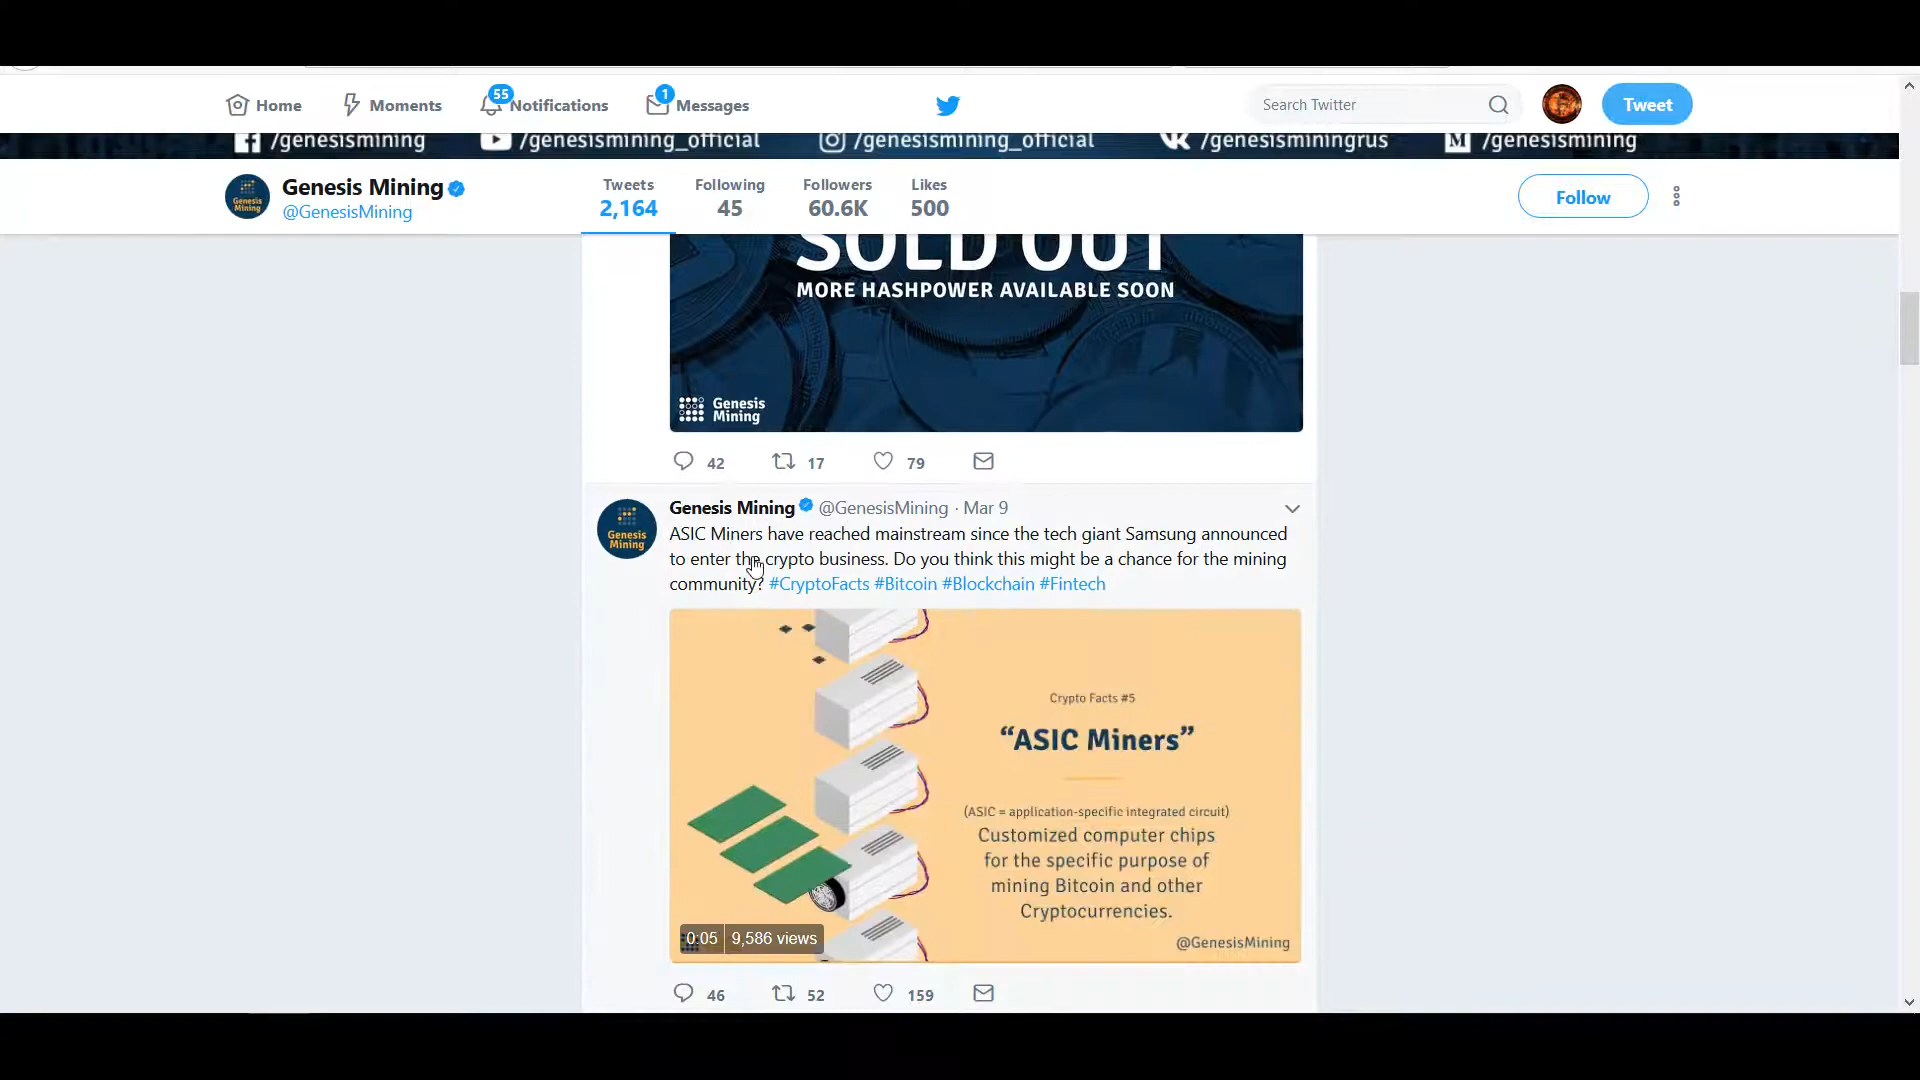 Home
Moments
55
Notifications
1
Messages
Search Twitter
Tweet
/genesismining
/genesismining_official
/genesismining_official
/genesisminingrus
M /genesismining
Genesis Mining
Genesis Mining
@GenesisMining
Tweets
2,164
Following
45
Followers
60.6K
Likes
500
Follow
SOLD OUT
MORE HASHPOWER AVAILABLE SOON
Genesis
Mining
42
17
79
Genesis Mining
Genesis Mining @GenesisMining · Mar 9
ASIC Miners have reached mainstream since the tech giant Samsung announced
to enter the crypto business. Do you think this might be a chance for the mining
community? #CryptoFacts #Bitcoin #Blockchain #Fintech
Crypto Facts #5
“ASIC Miners”
(ASIC = application-specific integrated circuit)
Customized computer chips
for the specific purpose of
mining Bitcoin and other
Cryptocurrencies.
0:05 9,586 views
@GenesisMining
46
52
159